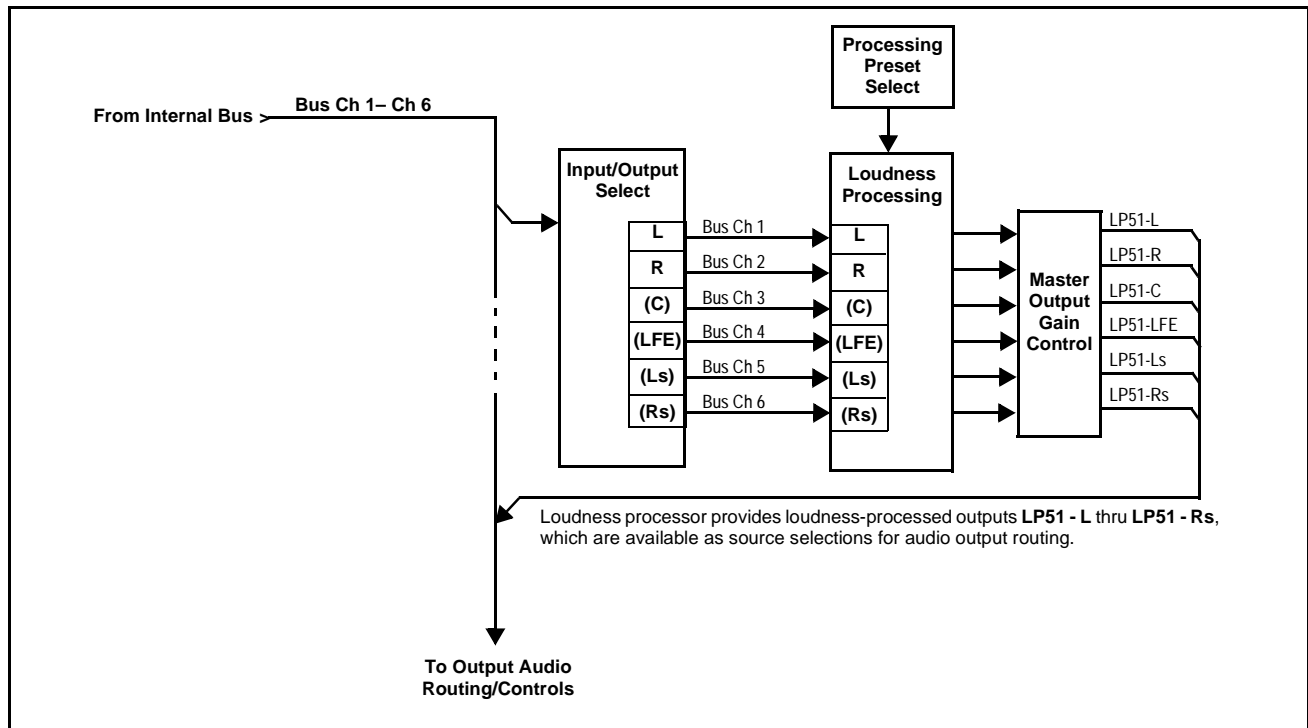 Processing
Preset
Select
From Internal Bus >
Bus Ch 1– Ch 6
Input/Output
Select
L
R
(C)
(LFE)
(Ls)
(Rs)
Bus Ch 1
Bus Ch 2
Bus Ch 3
Bus Ch 4
Bus Ch 5
Bus Ch 6
Loudness
Processing
L
R
(C)
(LFE)
(Ls)
(Rs)
Master
Output
Gain
Control
LP51-L
LP51-R
LP51-C
LP51-LFE
LP51-Ls
LP51-Rs
Loudness processor provides loudness-processed outputs LP51 - L thru LP51 - Rs,
which are available as source selections for audio output routing.
To Output Audio
Routing/Controls